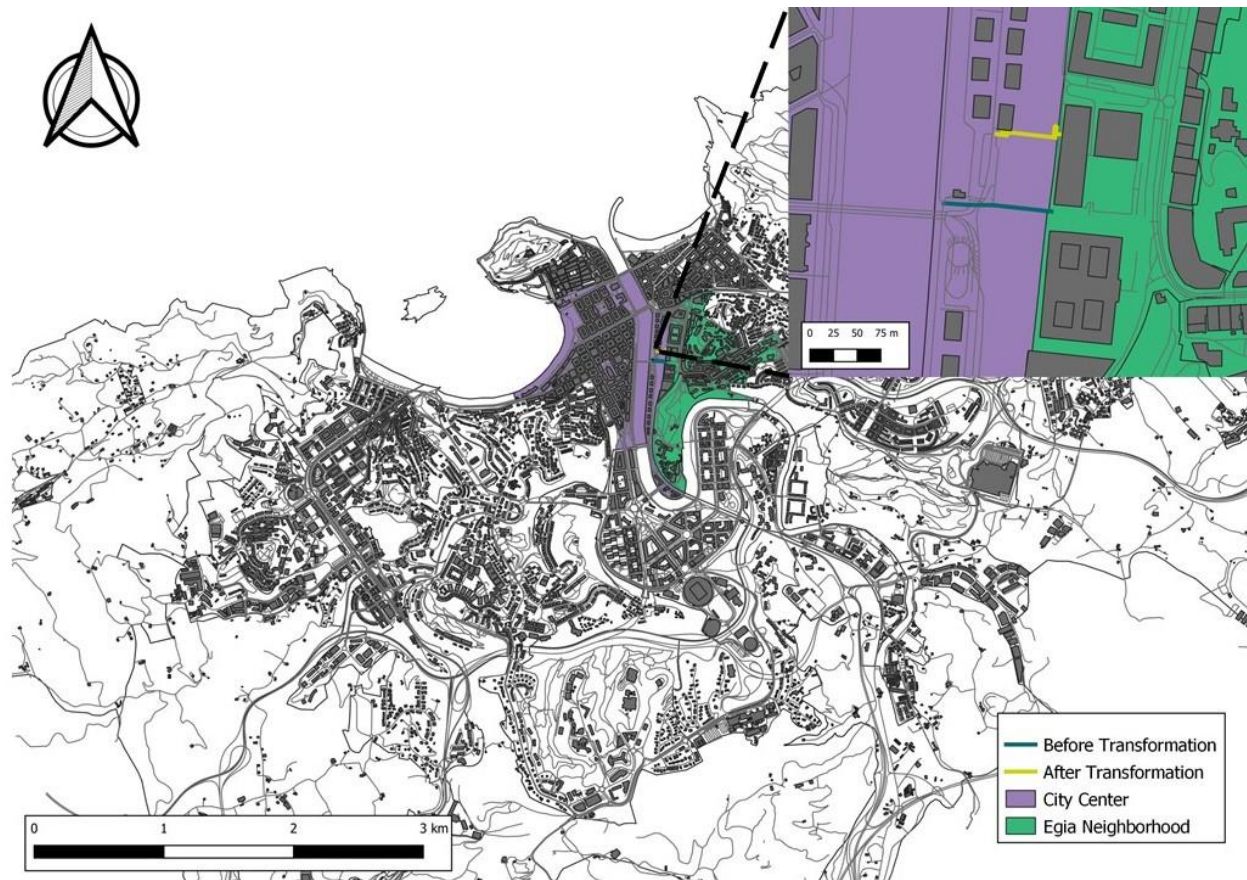 0 25 50 75 m
Before Transformation
After Transformation
City Center
Egia Neighborhood
0 1 2 3 km